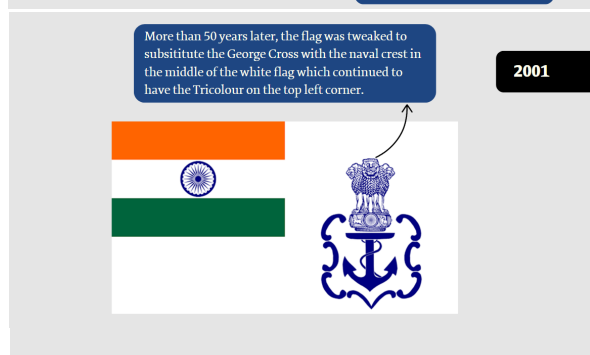 More than 50 years later, the flag was tweaked to
subsititute the George Cross with the naval crest in
the middle of the white flag which continued to
have the Tricolour on the top left corner.
2001